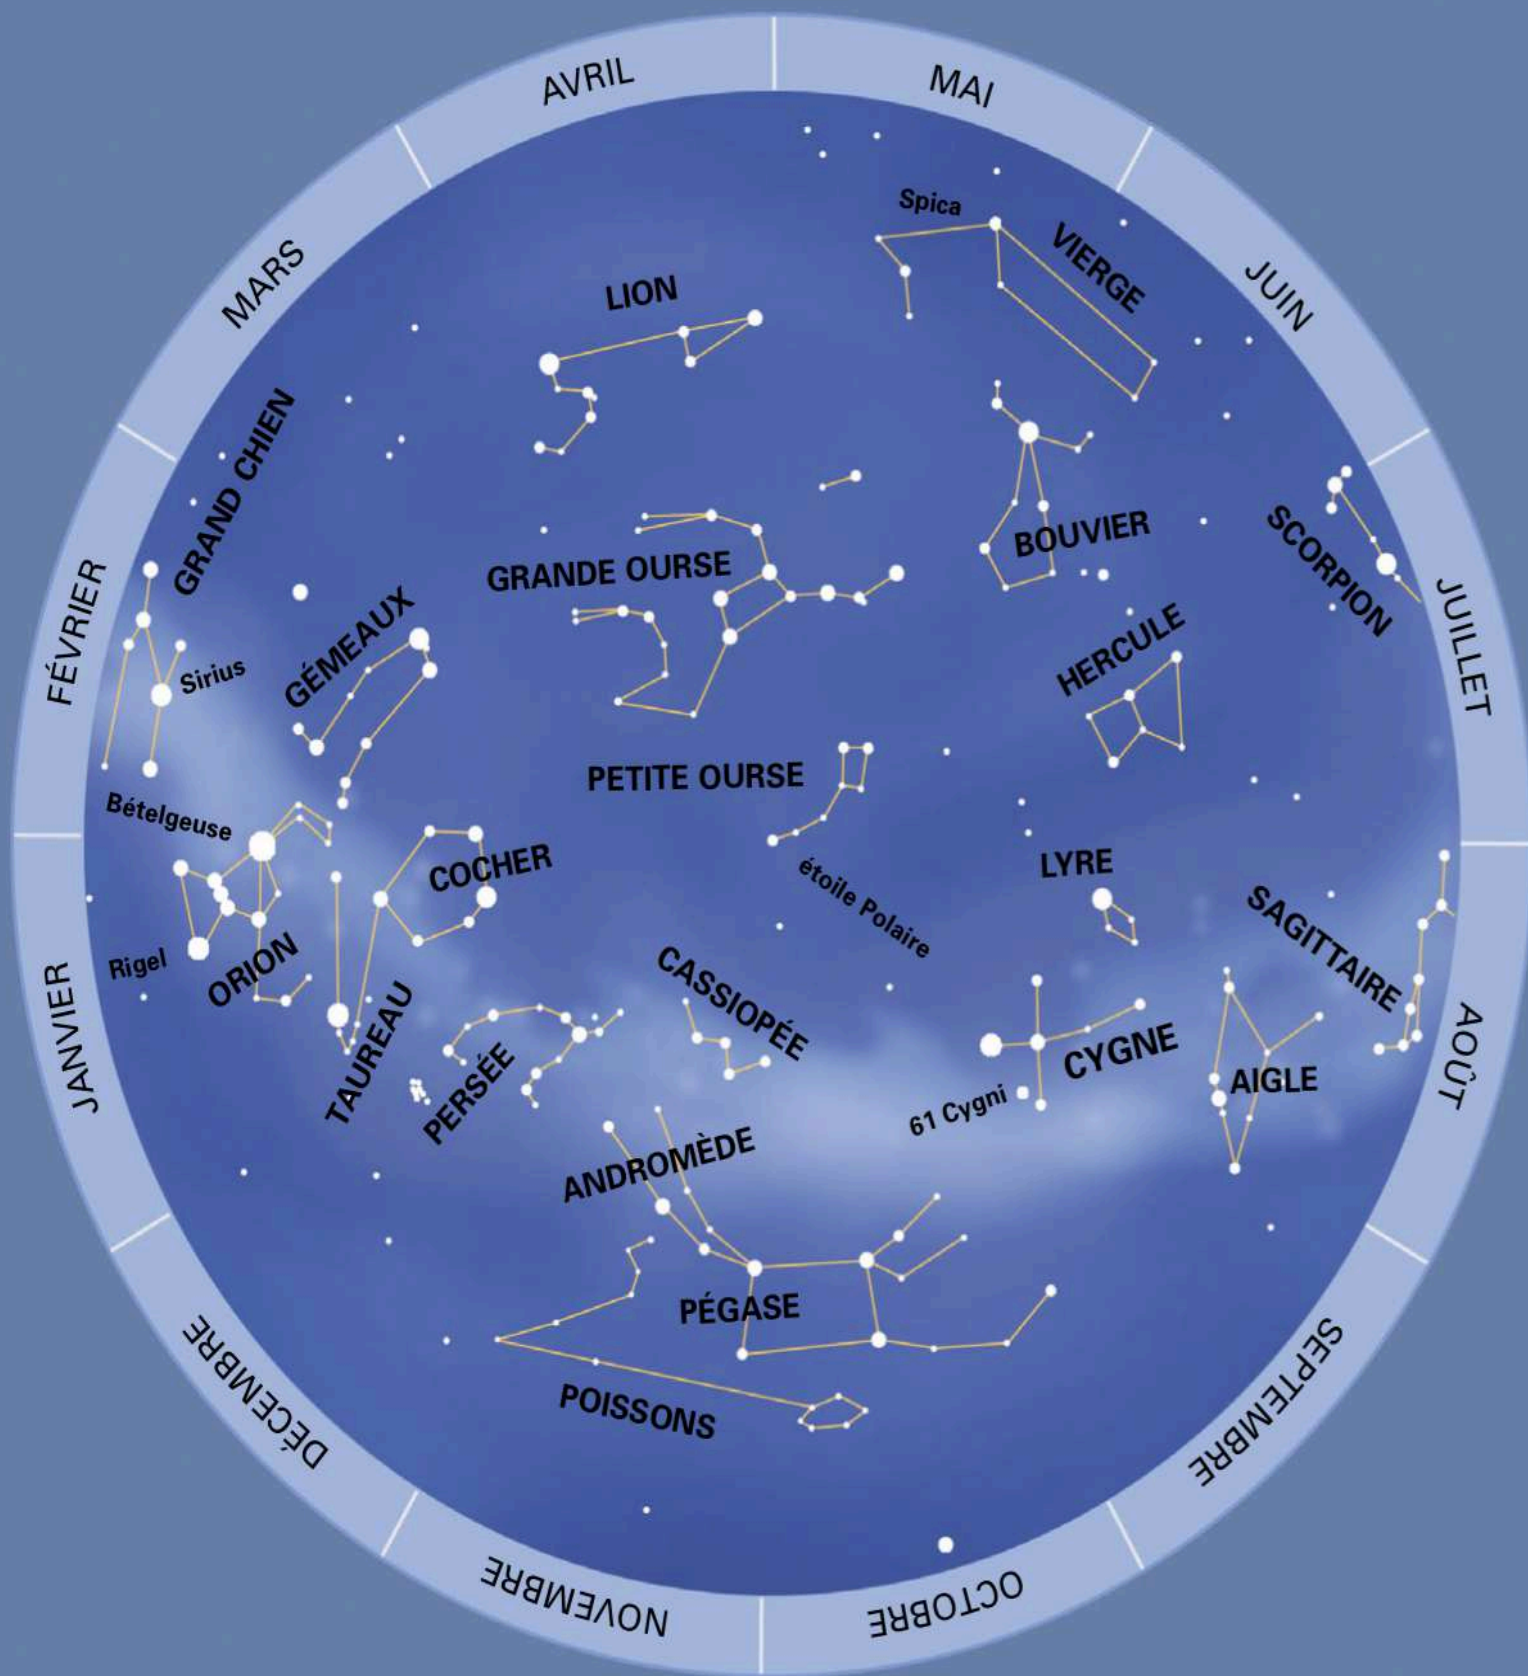 AVRIL
MAI
MARS
JUIN
Spica
VIERGE
LION
GRAND CHIEN
FÉVRIER
SCORPION
JUILLET
BOUVIER
GRANDE OURSE
GÉMEAUX
Sirius
HERCULE
PETITE OURSE
Bételgeuse
COCHER
étoile Polaire
LYRE
SAGITTAIRE
Rigel
ORION
JANVIER
CASSIOPÉE
TAUREAU
PERSÉE
CYGNE
61 Cygni
AIGLE
AOÛT
ANDROMÈDE
PÉGASE
POISSONS
DÉCEMBRE
SEPTEMBRE
NOVEMBRE
OCTOBRE